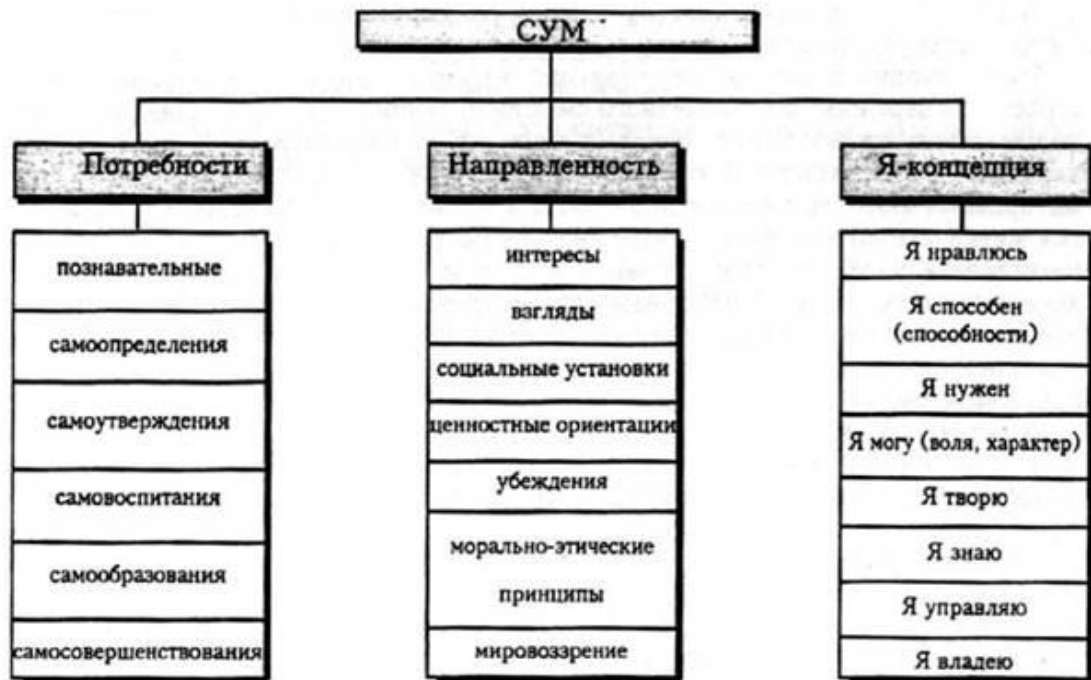 СУМ
Потребности
познавательные
самоопределения
самоутверждения
самовоспитания
самообразования
самосовершенствования
Направленность
интересы
взгляды
социальные установки
ценностные ориентации
убеждения
морально-этические
принципы
мировоззрение
Я-концепция
Я нравлюсь
Я способен
(способности)
Я нужен
Я могу (воля, характер)
Я творю
Я знаю
Я управляю
Я владею